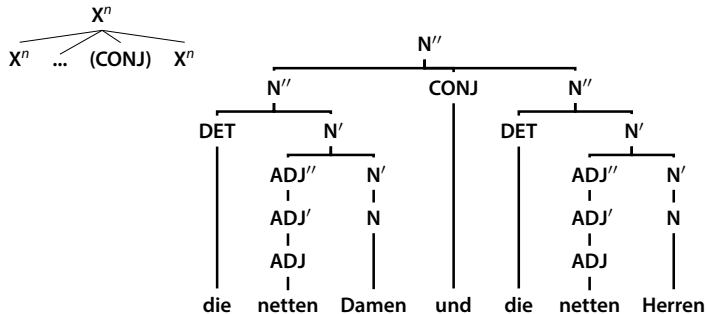 Xⁿ
Xⁿ ... (CONJ) Xⁿ
N′′
N′′ CONJ N′′
DET N′ DET N′
ADJ′′ N′ ADJ′′ N′
ADJ′ N ADJ′ N
ADJ ADJ
die netten Damen und die netten Herren